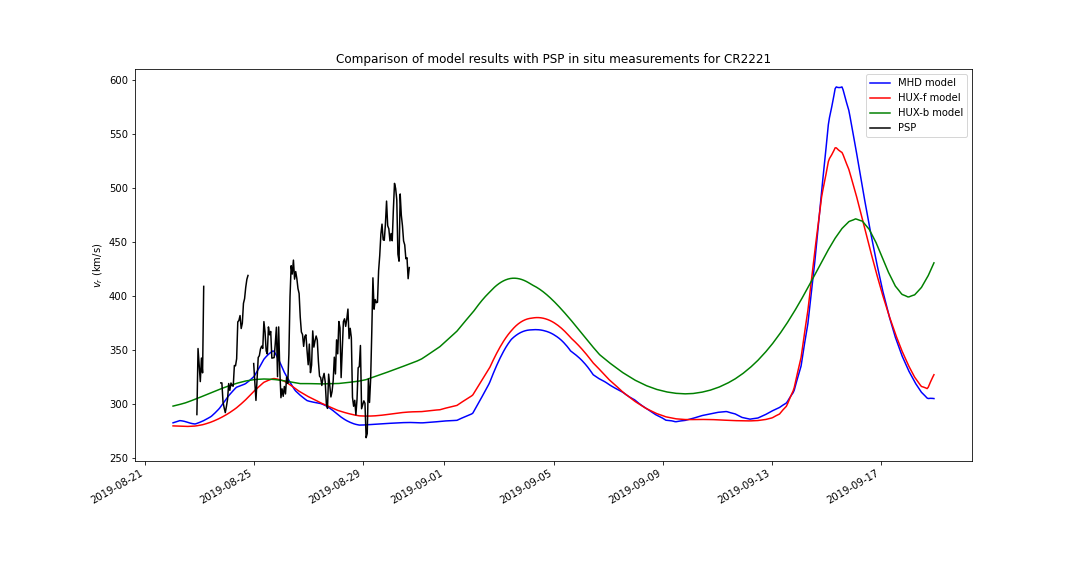 Comparison of model results with PSP in situ measurements for CR2221
600
550
500
450
400
350
300
250
v_r (km/s)
MHD model
HUX-f model
HUX-b model
PSP
2019-08-21
2019-08-25
2019-08-29
2019-09-01
2019-09-05
2019-09-09
2019-09-13
2019-09-17